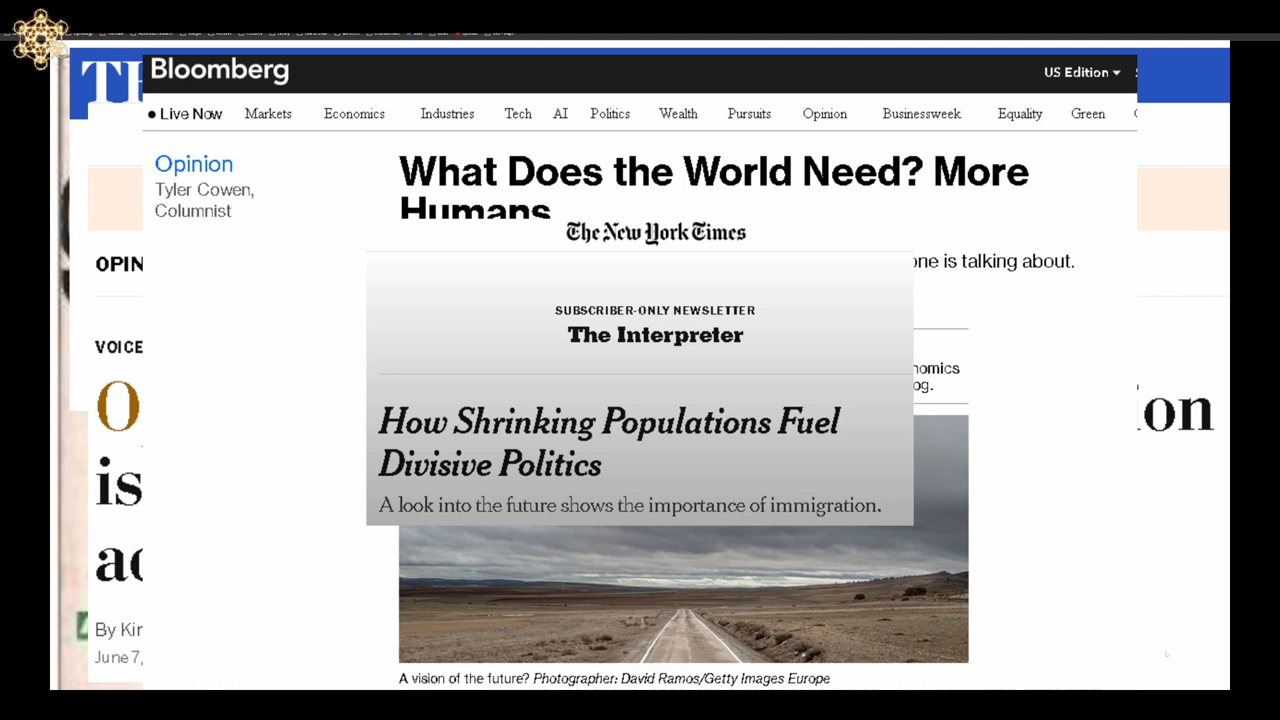 Bloomberg
US Edition
Live Now Markets Economics Industries Tech AI Politics Wealth Pursuits Opinion Businessweek Equality Green
Opinion
Tyler Cowen,
Columnist
What Does the World Need? More
Humans
The New York Times
one is talking about.
SUBSCRIBER-ONLY NEWSLETTER
The Interpreter
nomics
og.
How Shrinking Populations Fuel
Divisive Politics
A look into the future shows the importance of immigration.
A vision of the future? Photographer: David Ramos/Getty Images Europe
TH
OPIN
VOICE
O
ion
is
ac
By Kir
June 7,